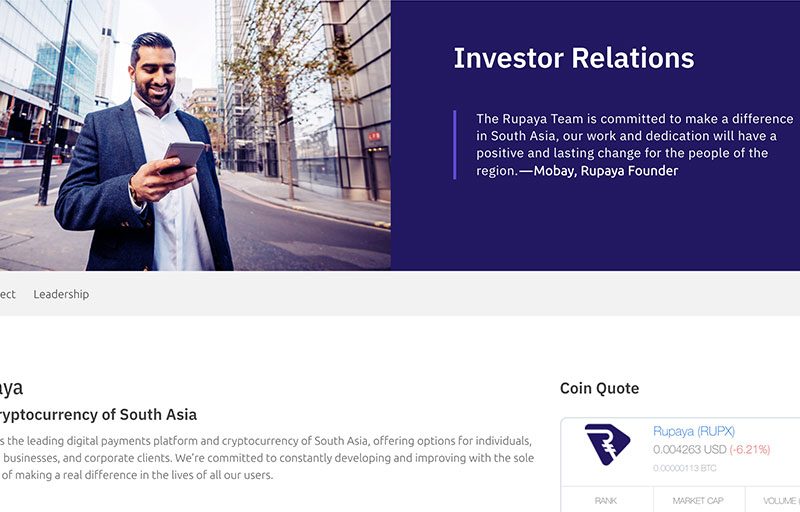 Investor Relations
The Rupaya Team is committed to make a difference
in South Asia, our work and dedication will have a
positive and lasting change for the people of the
region.—Mobay, Rupaya Founder
ect Leadership
aya
ryptocurrency of South Asia
s the leading digital payments platform and cryptocurrency of South Asia, offering options for individuals,
businesses, and corporate clients. We're committed to constantly developing and improving with the sole
of making a real difference in the lives of all our users.
Coin Quote
Rupaya (RUPX)
0.004263 USD (-6.21%)
0.00000113 BTC
RANK MARKET CAP VOLUME (